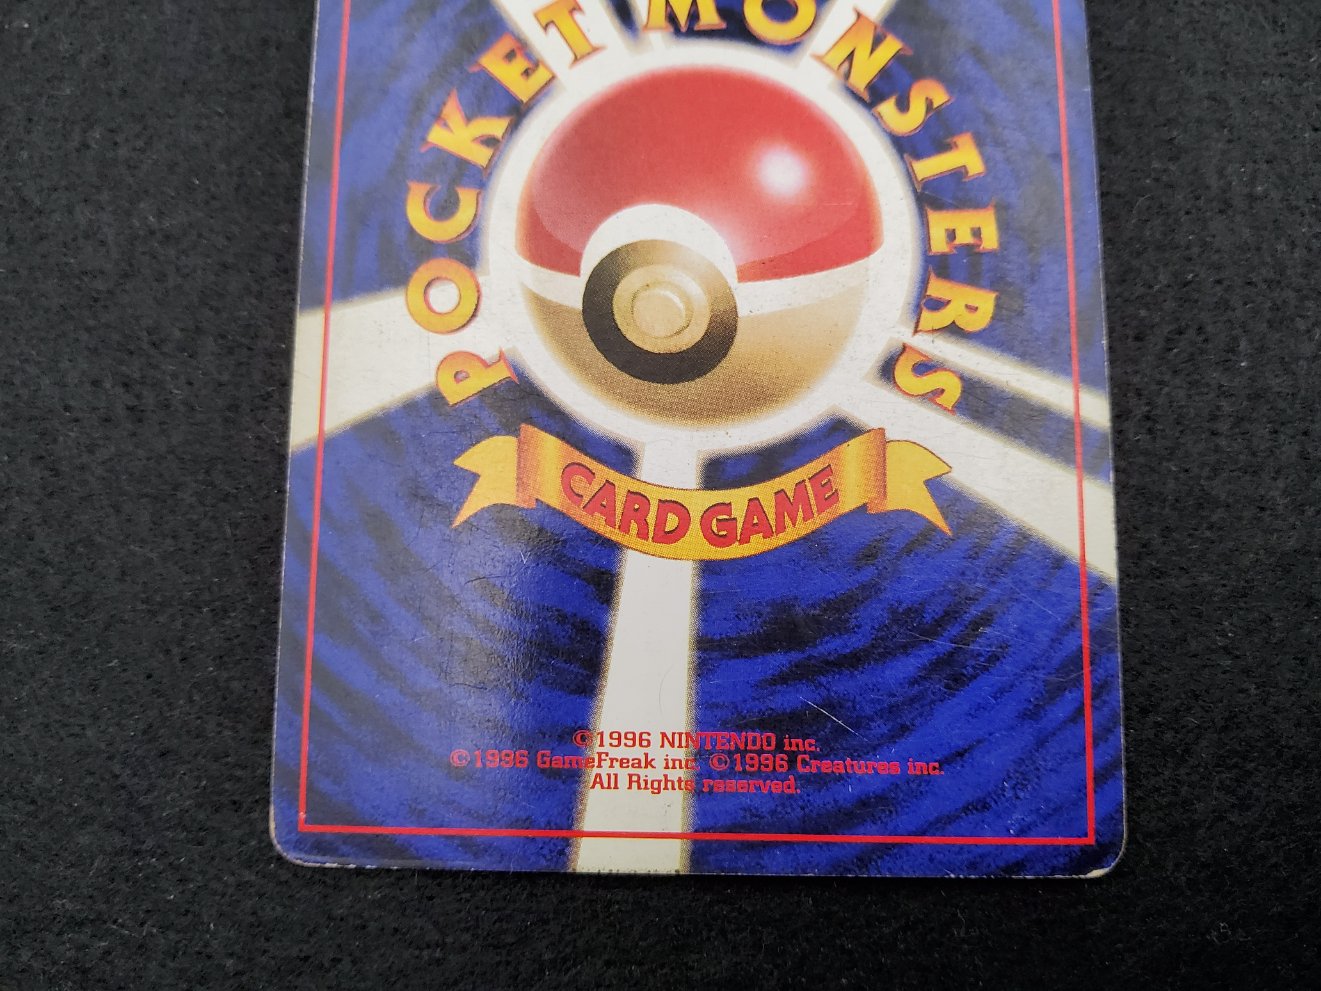 POCKET MONSTERS
CARD GAME
©1996 NINTENDO inc.
©1996 GameFreak inc. ©1996 Creatures inc.
All Rights reserved.